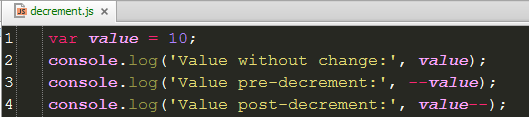 JS decrement.js ×
1 var value = 10;
2 console.log('Value without change:', value);
3 console.log('Value pre-decrement:', --value);
4 console.log('Value post-decrement:', value--);